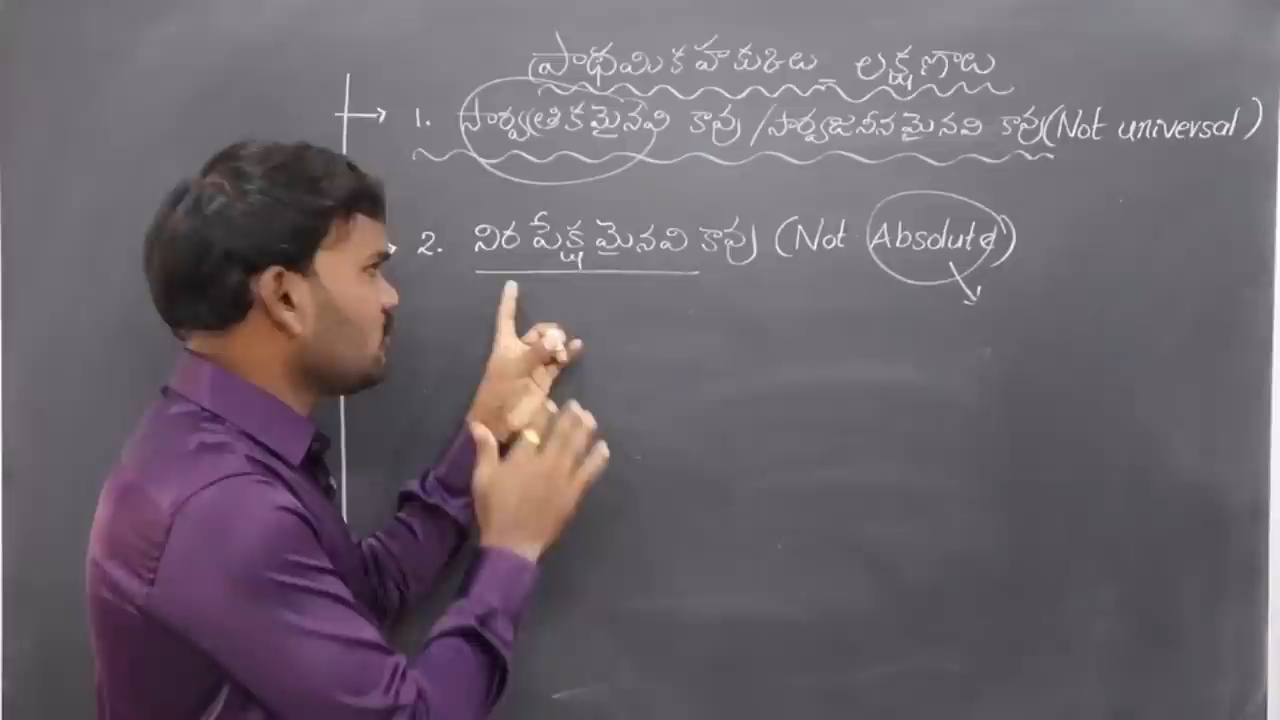 ప్రాథమిక హక్కులు_ లక్షణాలు
1. సార్వత్రికమైనవి కావు /సార్వజనీనమైనవి కావు(Not universal)
2. నిరపేక్షమైనవి కావు (Not Absolute)